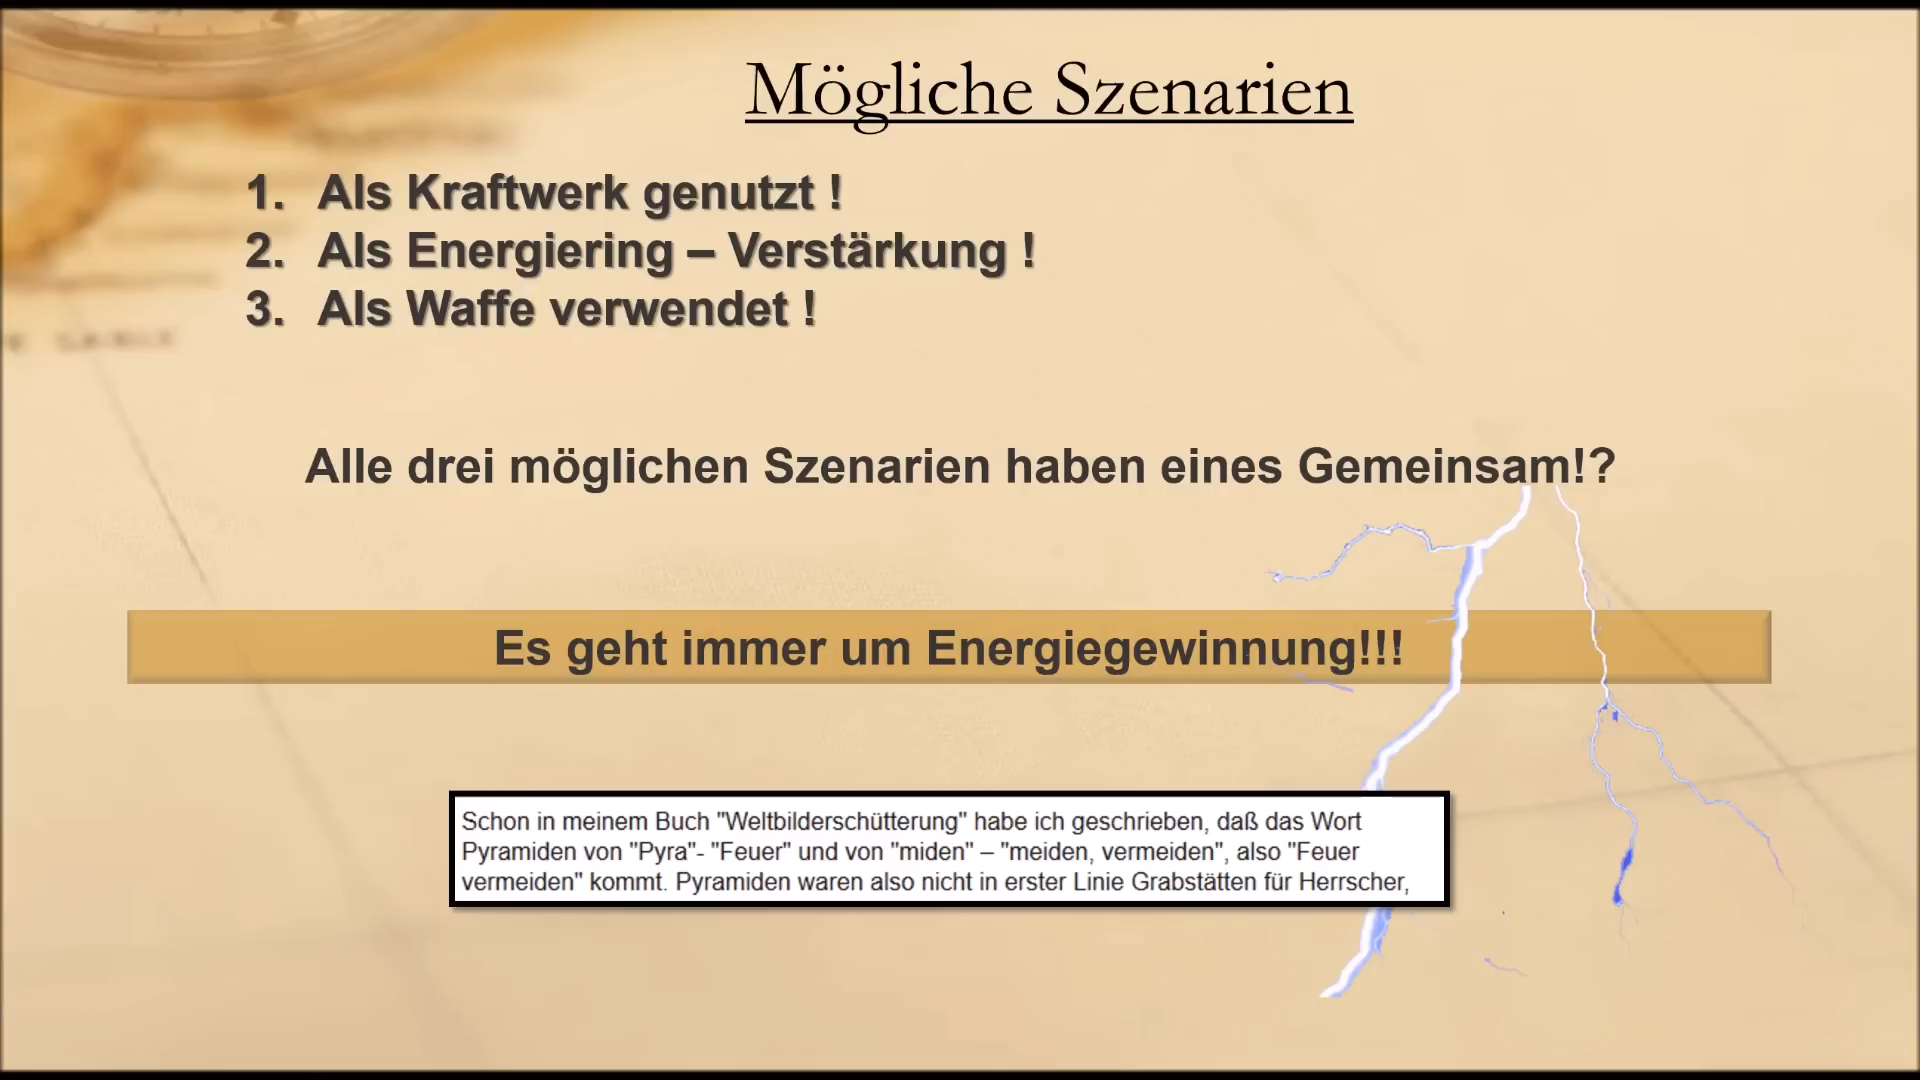 Mögliche Szenarien
1. Als Kraftwerk genutzt !
2. Als Energiering – Verstärkung !
3. Als Waffe verwendet !
Alle drei möglichen Szenarien haben eines Gemeinsam!?
Es geht immer um Energiegewinnung!!!
Schon in meinem Buch "Weltbilderschütterung" habe ich geschrieben, daß das Wort
Pyramiden von "Pyra"- "Feuer" und von "miden" – "meiden, vermeiden", also "Feuer
vermeiden" kommt. Pyramiden waren also nicht in erster Linie Grabstätten für Herrscher,